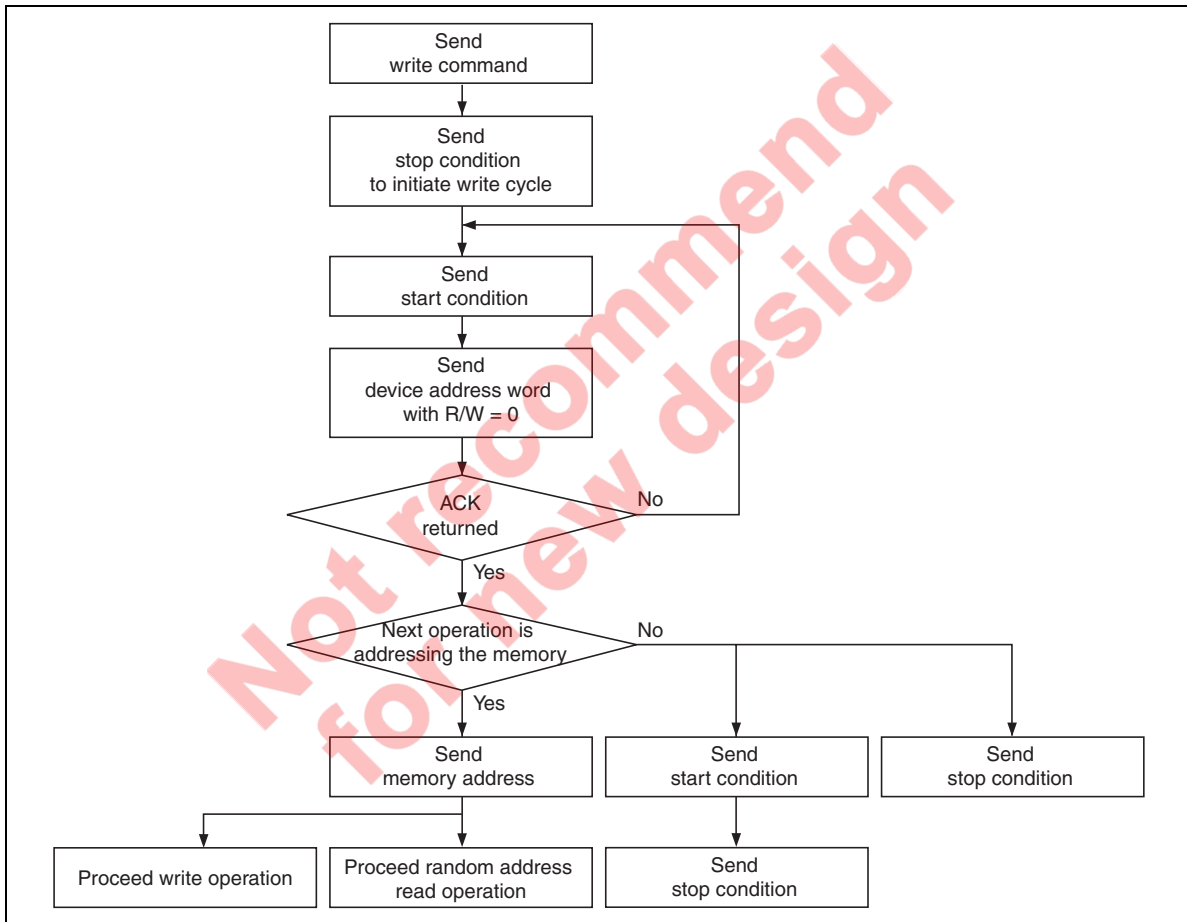 Send
write command
Send
stop condition
to initiate write cycle
Send
start condition
Send
device address word
with R/W = 0
ACK
returned
No
Yes
Next operation is
addressing the memory
No
Yes
Send
memory address
Send
start condition
Send
stop condition
Proceed write operation
Proceed random address
read operation
Send
stop condition
Not recommend
for new design